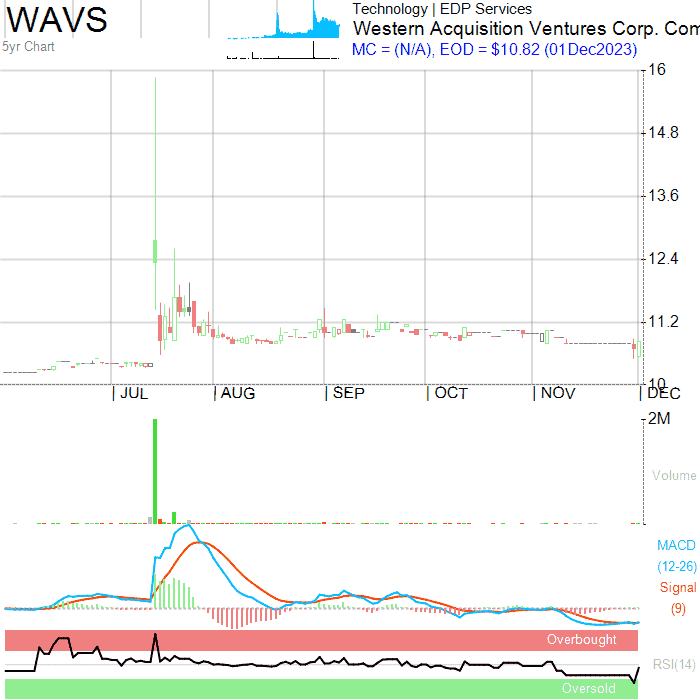 WAVS
5yr Chart
Technology | EDP Services
Western Acquisition Ventures Corp. Com
MC = (N/A), EOD = $10.82 (01Dec2023)
16
14.8
13.6
12.4
11.2
10
JUL AUG SEP OCT NOV DEC
2M
Volume
MACD
(12-26)
Signal
(9)
Overbought
RSI(14)
Oversold